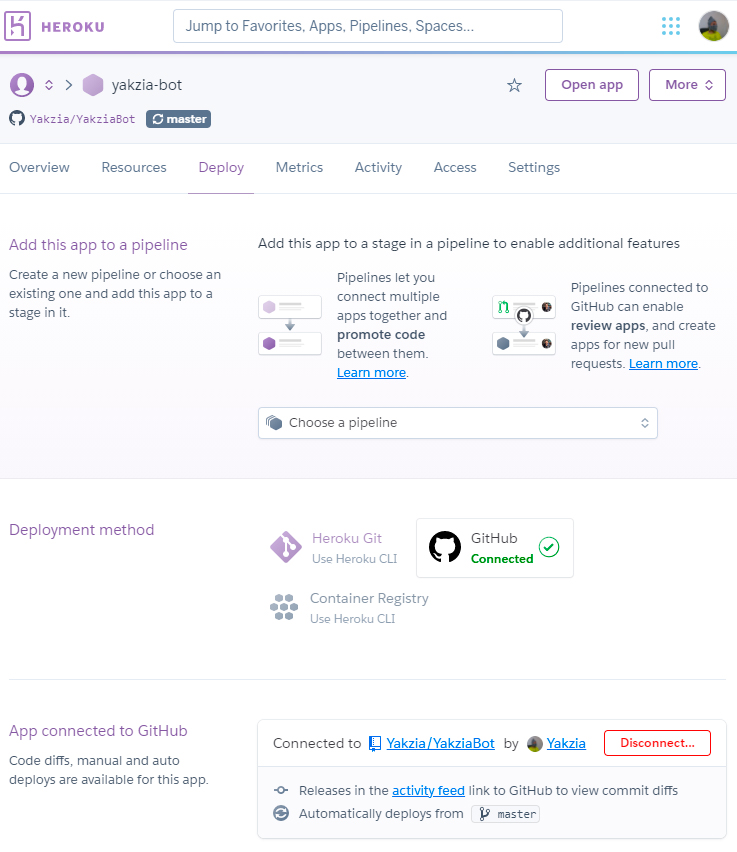 HEROKU
Jump to Favorites, Apps, Pipelines, Spaces...
yakzia-bot
Open app
More
Yakzia/YakziaBot
master
Overview
Resources
Deploy
Metrics
Activity
Access
Settings
Add this app to a pipeline
Create a new pipeline or choose an
existing one and add this app to a
stage in it.
Add this app to a stage in a pipeline to enable additional features
Pipelines let you
connect multiple
apps together and
promote code
between them.
Learn more.
Pipelines connected to
GitHub can enable
review apps, and create
apps for new pull
requests. Learn more.
Choose a pipeline
Deployment method
Heroku Git
Use Heroku CLI
GitHub
Connected
Container Registry
Use Heroku CLI
App connected to GitHub
Code diffs, manual and auto
deploys are available for this app.
Connected to Yakzia/YakziaBot by Yakzia
Disconnect...
Releases in the activity feed link to GitHub to view commit diffs
Automatically deploys from master